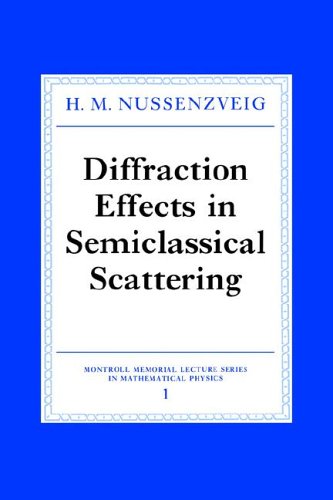 H. M. NUSSENZVEIG
Diffraction
Effects in
Semiclassical
Scattering
MONTROLL MEMORIAL LECTURE SERIES
IN MATHEMATICAL PHYSICS
1